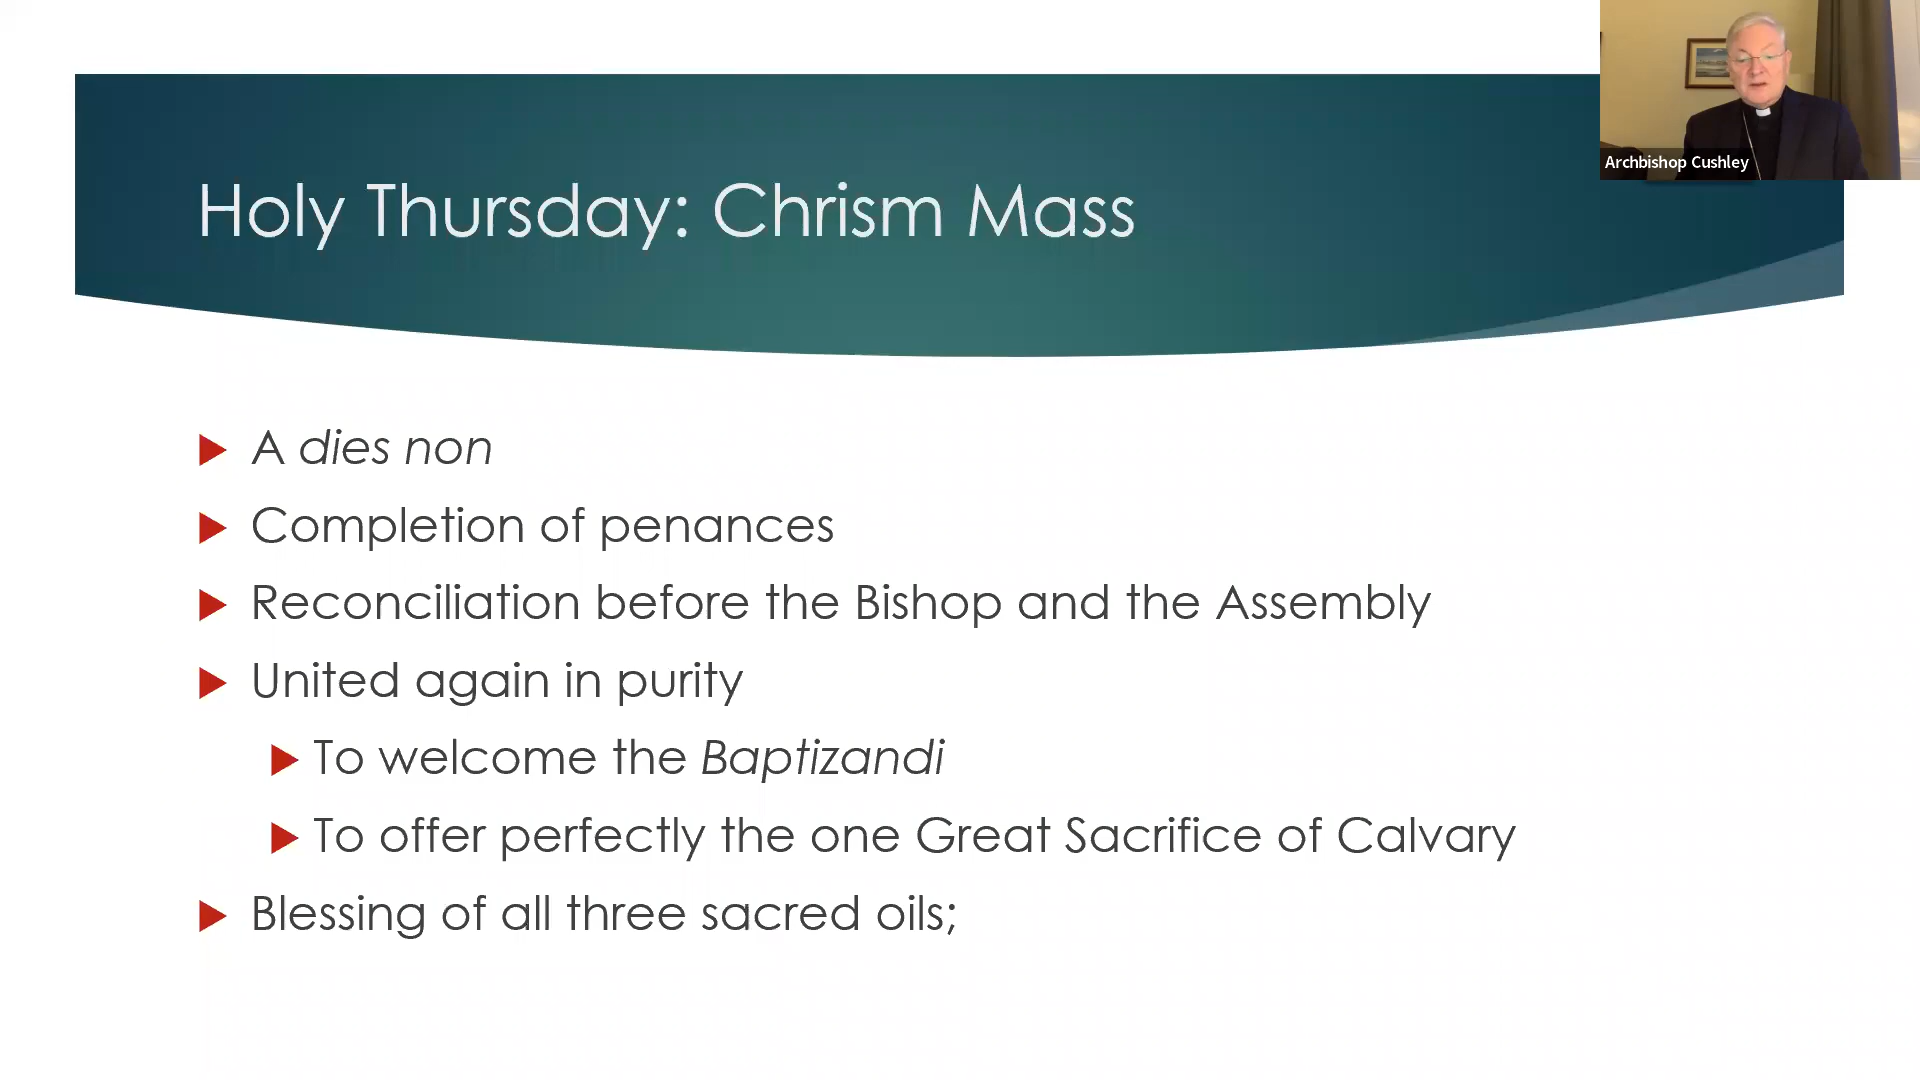 Archbishop Cushley
Holy Thursday: Chrism Mass
A dies non
Completion of penances
Reconciliation before the Bishop and the Assembly
United again in purity
To welcome the Baptizandi
To offer perfectly the one Great Sacrifice of Calvary
Blessing of all three sacred oils;